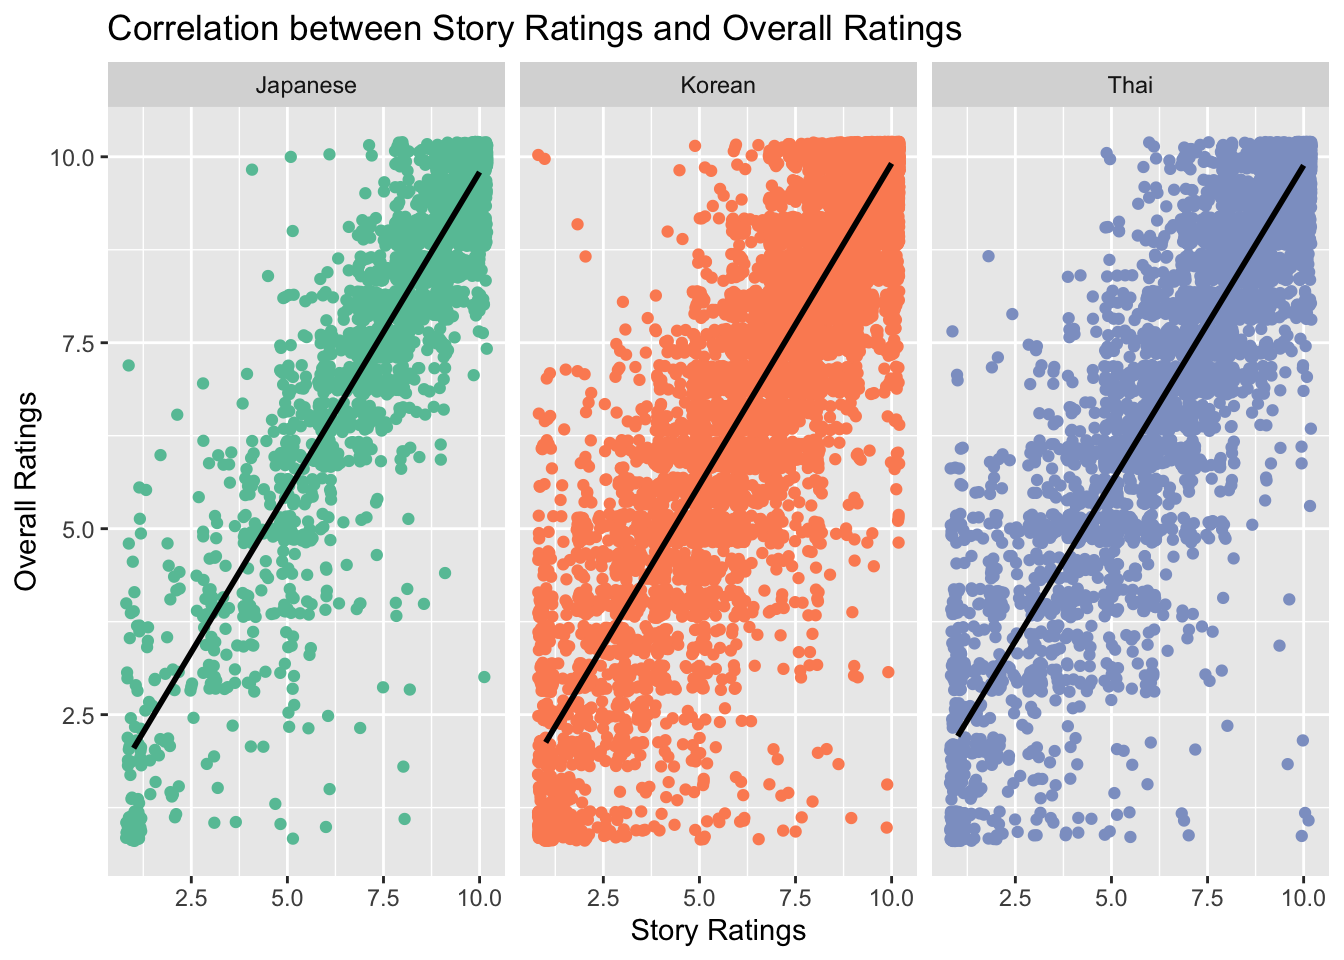 Correlation between Story Ratings and Overall Ratings
Japanese
Korean
Thai
Overall Ratings
10.0
7.5
5.0
2.5
2.5 5.0 7.5 10.0
2.5 5.0 7.5 10.0
2.5 5.0 7.5 10.0
Story Ratings